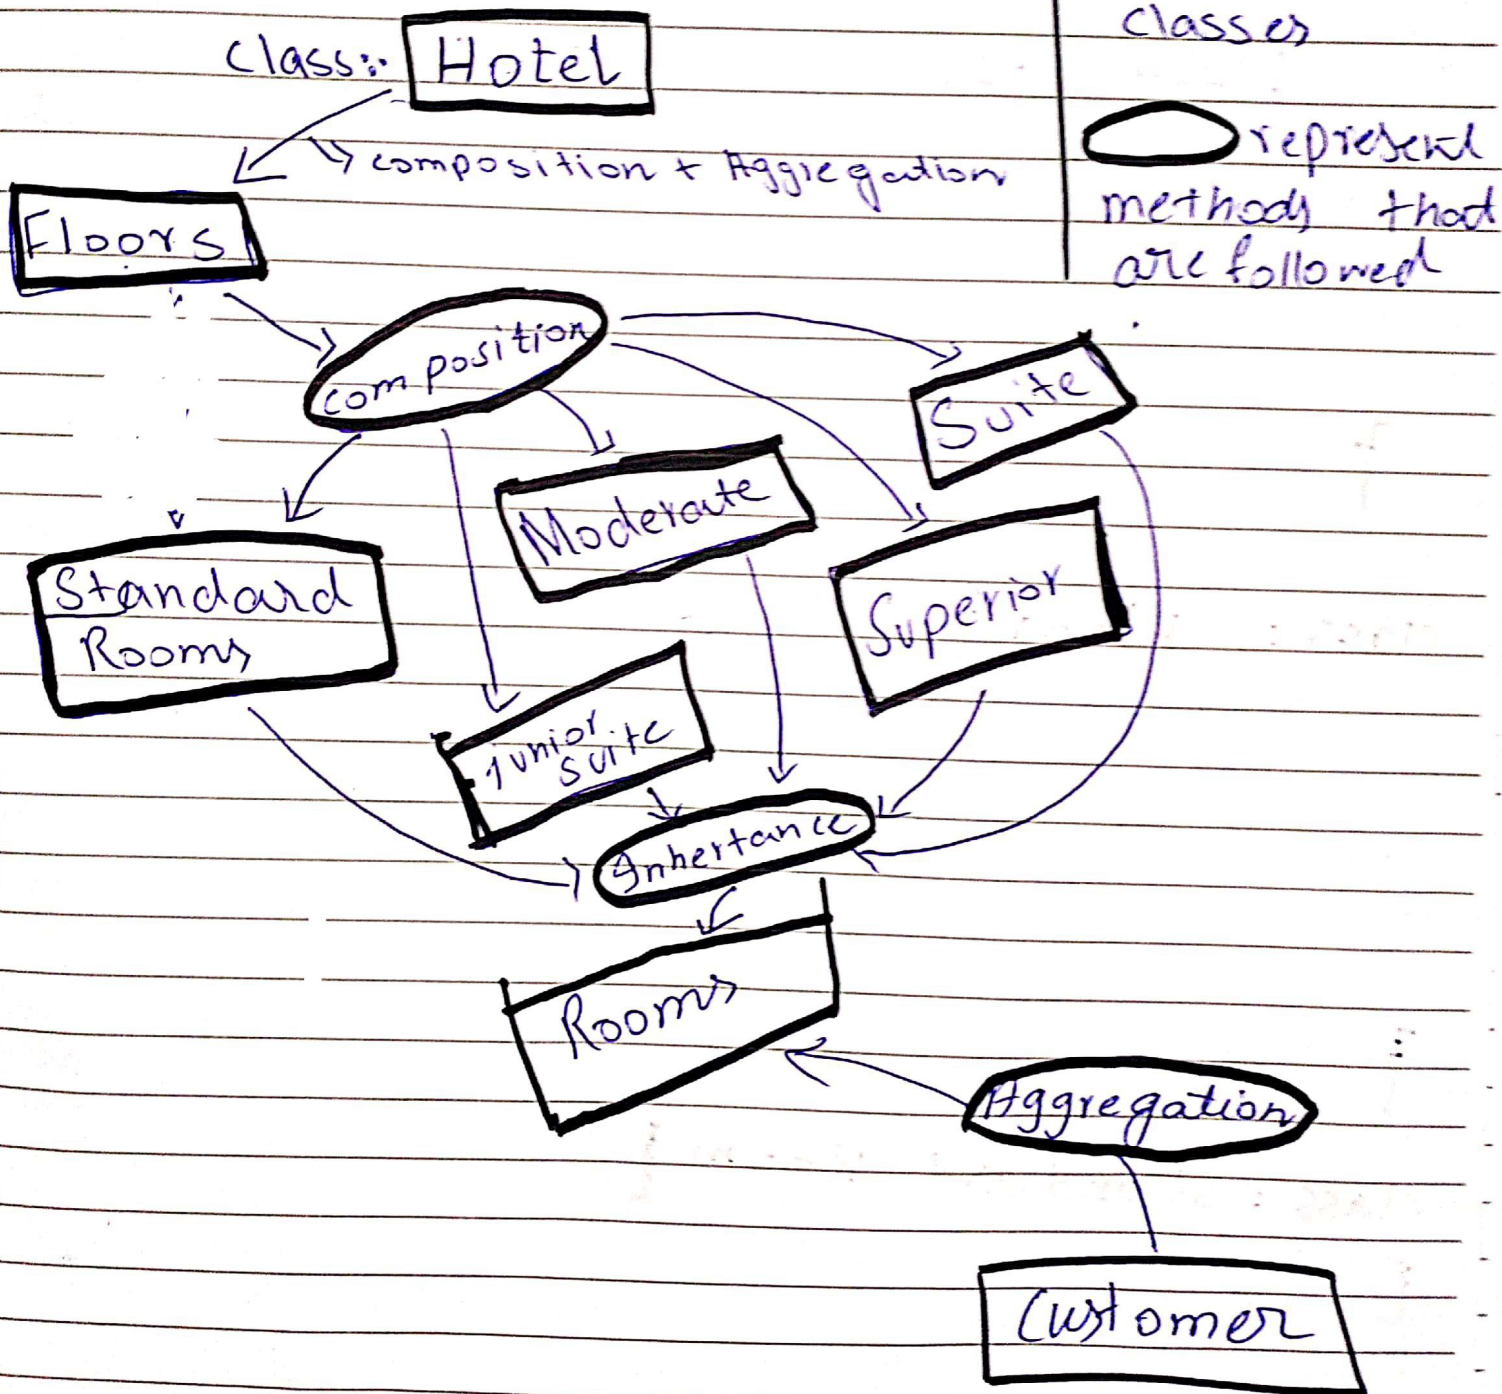 Classes
Class:- Hotel
represent
methods that
are followed
composition + Aggregation
Floors
composition
Suite
Moderate
Superior
Standard
Rooms
Junior
Suite
Inhertance
Rooms
Aggregation
Customer